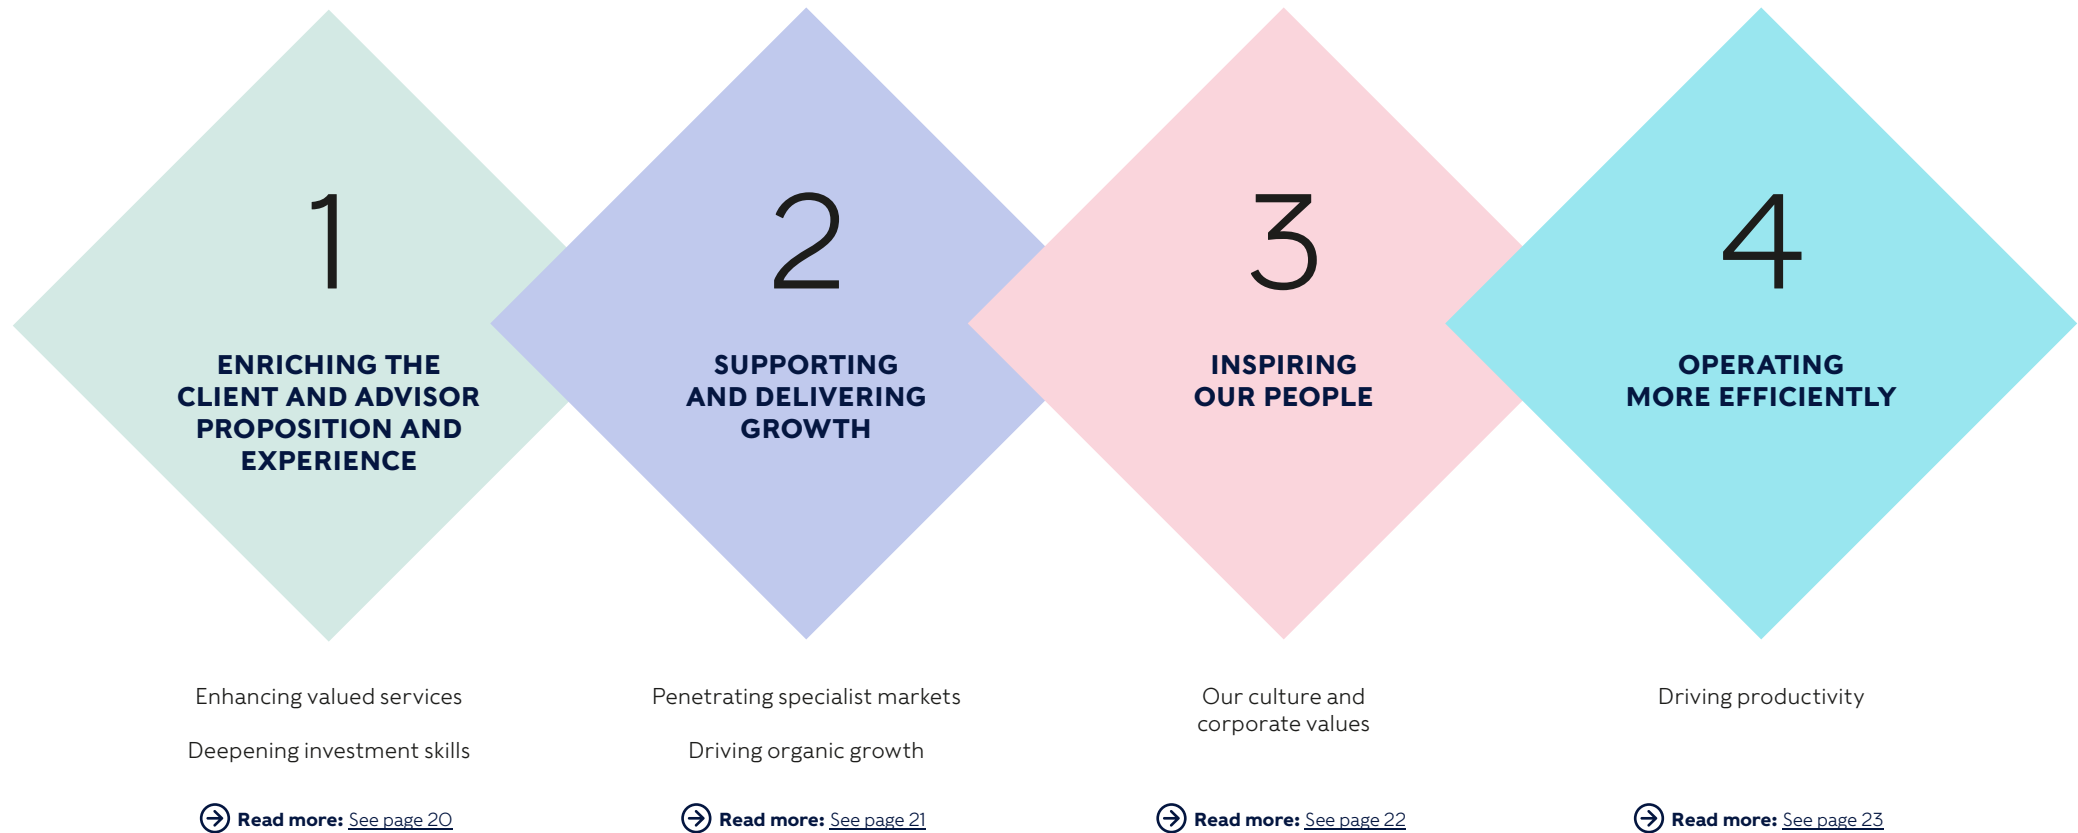 1
ENRICHING THE
CLIENT AND ADVISOR
PROPOSITION AND
EXPERIENCE
Enhancing valued services
Deepening investment skills
Read more: See page 20
2
SUPPORTING
AND DELIVERING
GROWTH
Penetrating specialist markets
Driving organic growth
Read more: See page 21
3
INSPIRING
OUR PEOPLE
Our culture and
corporate values
Read more: See page 22
4
OPERATING
MORE EFFICIENTLY
Driving productivity
Read more: See page 23